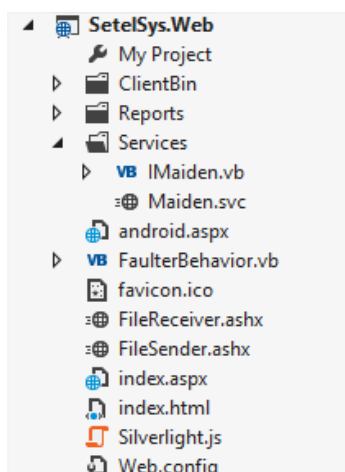 SetelSys.Web
My Project
ClientBin
Reports
Services
VB IMaiden.vb
Maiden.svc
android.aspx
VB FaulterBehavior.vb
favicon.ico
FileReceiver.ashx
FileSender.ashx
index.aspx
index.html
Silverlight.js
Web.config